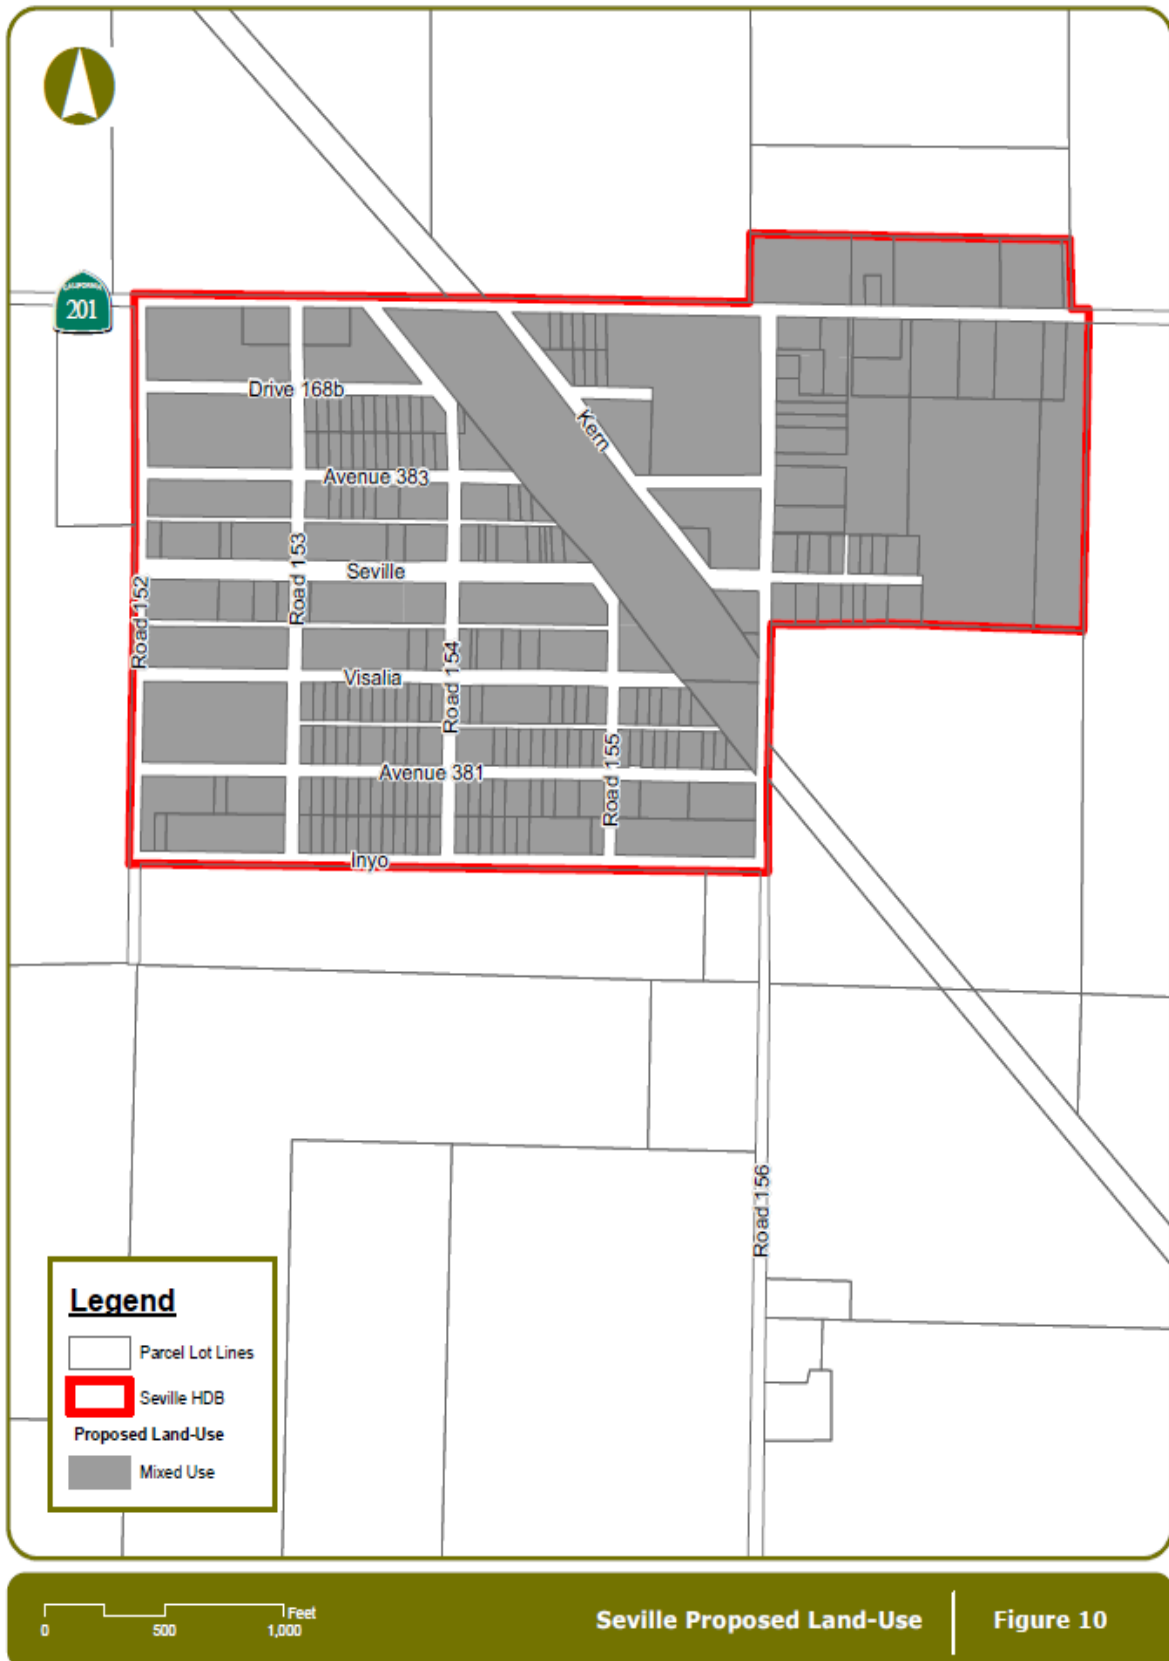 CALIFORNIA
201
Drive 168b
Kern
Avenue 383
Road 153
Seville
Road 152
Road 154
Visalia
Road 155
Avenue 381
Inyo
Road 156
Legend
Parcel Lot Lines
Seville HDB
Proposed Land-Use
Mixed Use
Feet
0 500 1,000
Seville Proposed Land-Use
Figure 10